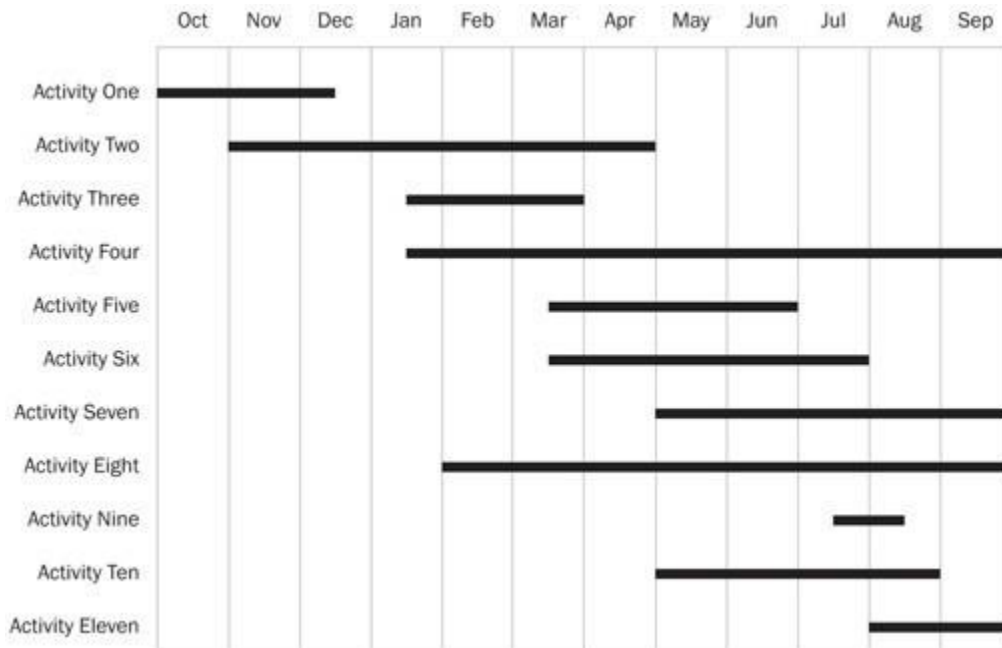 Oct Nov Dec Jan Feb Mar Apr May Jun Jul Aug Sep
Activity One
Activity Two
Activity Three
Activity Four
Activity Five
Activity Six
Activity Seven
Activity Eight
Activity Nine
Activity Ten
Activity Eleven